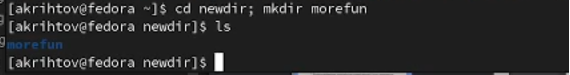 [akrihtov@fedora ~]$ cd newdir; mkdir morefun
[akrihtov@fedora newdir]$ ls
morefun
[akrihtov@fedora newdir]$